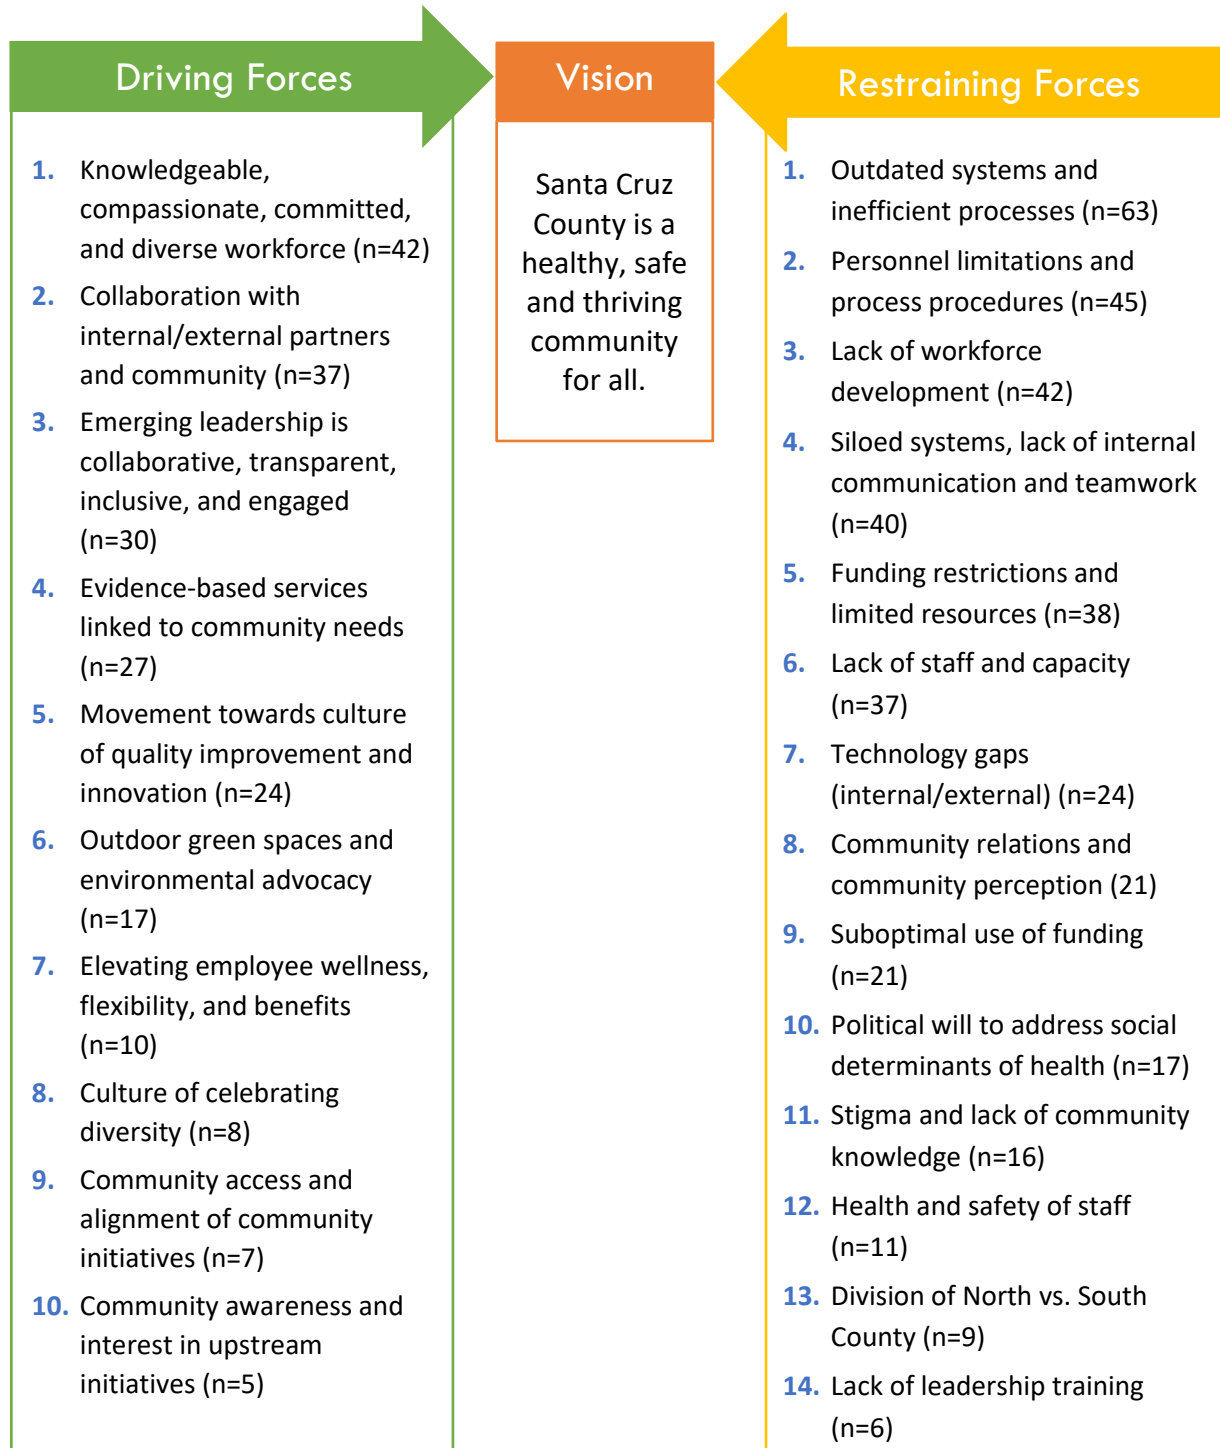 Driving Forces
1. Knowledgeable,
compassionate, committed,
and diverse workforce (n=42)
2. Collaboration with
internal/external partners
and community (n=37)
3. Emerging leadership is
collaborative, transparent,
inclusive, and engaged
(n=30)
4. Evidence-based services
linked to community needs
(n=27)
5. Movement towards culture
of quality improvement and
innovation (n=24)
6. Outdoor green spaces and
environmental advocacy
(n=17)
7. Elevating employee wellness,
flexibility, and benefits
(n=10)
8. Culture of celebrating
diversity (n=8)
9. Community access and
alignment of community
initiatives (n=7)
10. Community awareness and
interest in upstream
initiatives (n=5)
Vision
Santa Cruz
County is a
healthy, safe
and thriving
community
for all.
Restraining Forces
1. Outdated systems and
inefficient processes (n=63)
2. Personnel limitations and
process procedures (n=45)
3. Lack of workforce
development (n=42)
4. Siloed systems, lack of internal
communication and teamwork
(n=40)
5. Funding restrictions and
limited resources (n=38)
6. Lack of staff and capacity
(n=37)
7. Technology gaps
(internal/external) (n=24)
8. Community relations and
community perception (21)
9. Suboptimal use of funding
(n=21)
10. Political will to address social
determinants of health (n=17)
11. Stigma and lack of community
knowledge (n=16)
12. Health and safety of staff
(n=11)
13. Division of North vs. South
County (n=9)
14. Lack of leadership training
(n=6)